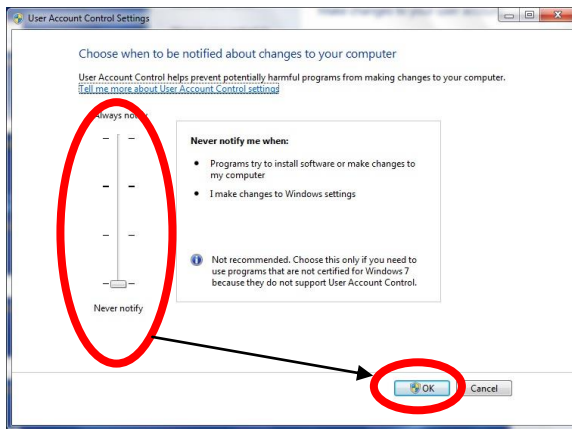 User Account Control Settings
Choose when to be notified about changes to your computer
User Account Control helps prevent potentially harmful programs from making changes to your computer.
Tell me more about User Account Control settings
Always notify
Never notify me when:
• Programs try to install software or make changes to
my computer
• I make changes to Windows settings
Not recommended. Choose this only if you need to
use programs that are not certified for Windows 7
because they do not support User Account Control.
Never notify
OK
Cancel